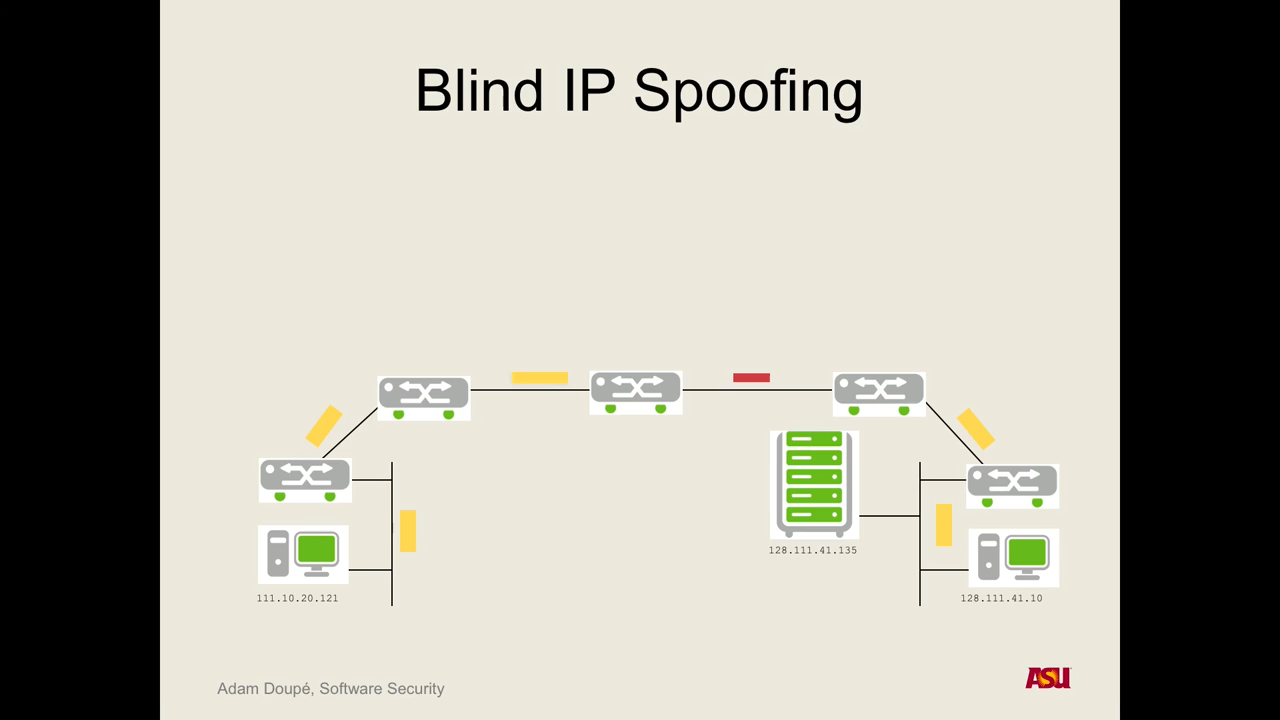 Blind IP Spoofing
128.111.41.135
111.10.20.121
128.111.41.10
Adam Doupé, Software Security
ASU